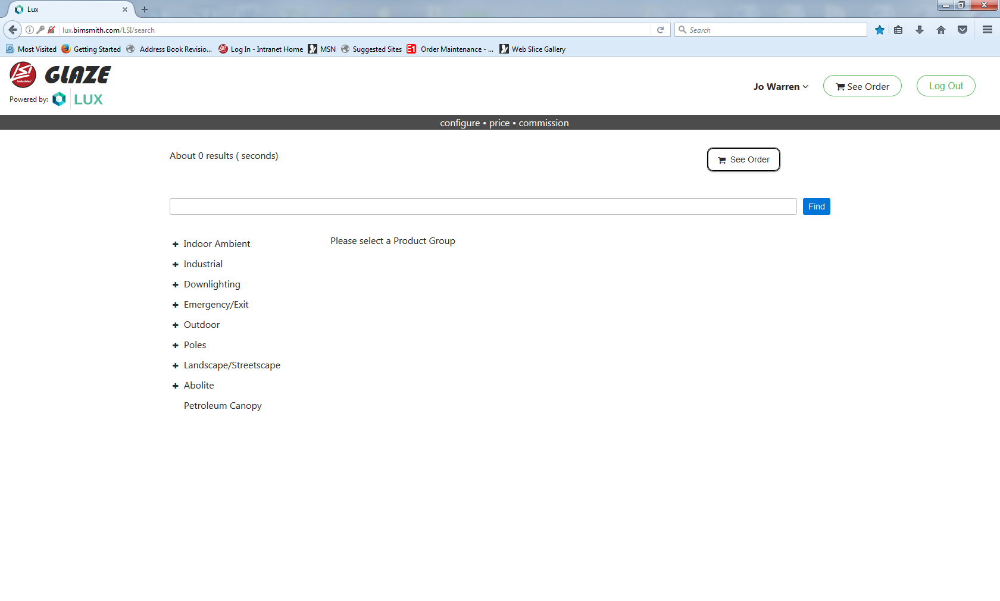 Lux
lux.bimsmith.com/LSI/search
Search
Most Visited Getting Started Address Book Revisio... Log In - Intranet Home MSN Suggested Sites E1 Order Maintenance - ... Web Slice Gallery
LSI Industries GLAZE
Powered by: LUX
Jo Warren See Order Log Out
configure • price • commission
About 0 results ( seconds)
See Order
Find
Indoor Ambient
Please select a Product Group
Industrial
Downlighting
Emergency/Exit
Outdoor
Poles
Landscape/Streetscape
Abolite
Petroleum Canopy